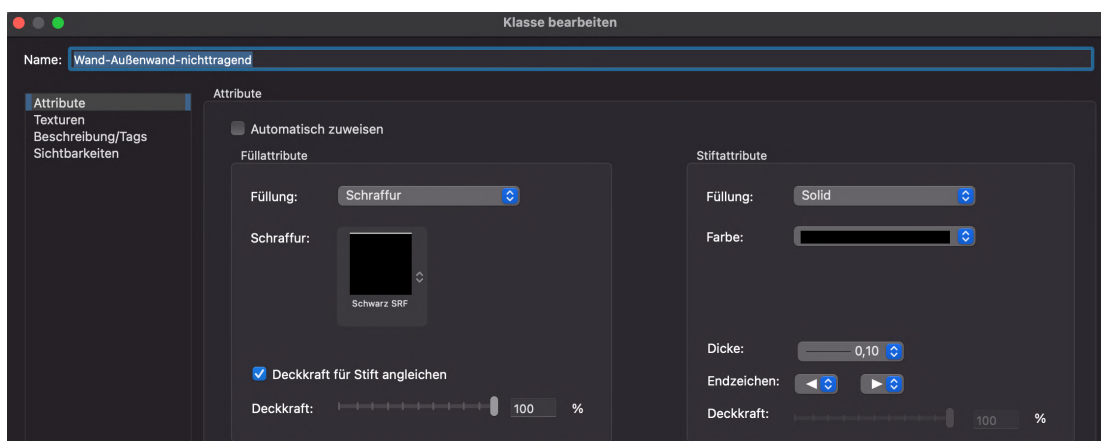 Klasse bearbeiten
Name: Wand-Außenwand-nichttragend
Attribute
Texturen
Beschreibung/Tags
Sichtbarkeiten
Attribute
Automatisch zuweisen
Füllattribute
Füllung: Schraffur
Schraffur:
Schwarz SRF
Deckkraft für Stift angleichen
Deckkraft: 100 %
Stiftattribute
Füllung: Solid
Farbe:
Dicke: 0,10
Endzeichen:
Deckkraft: 100 %